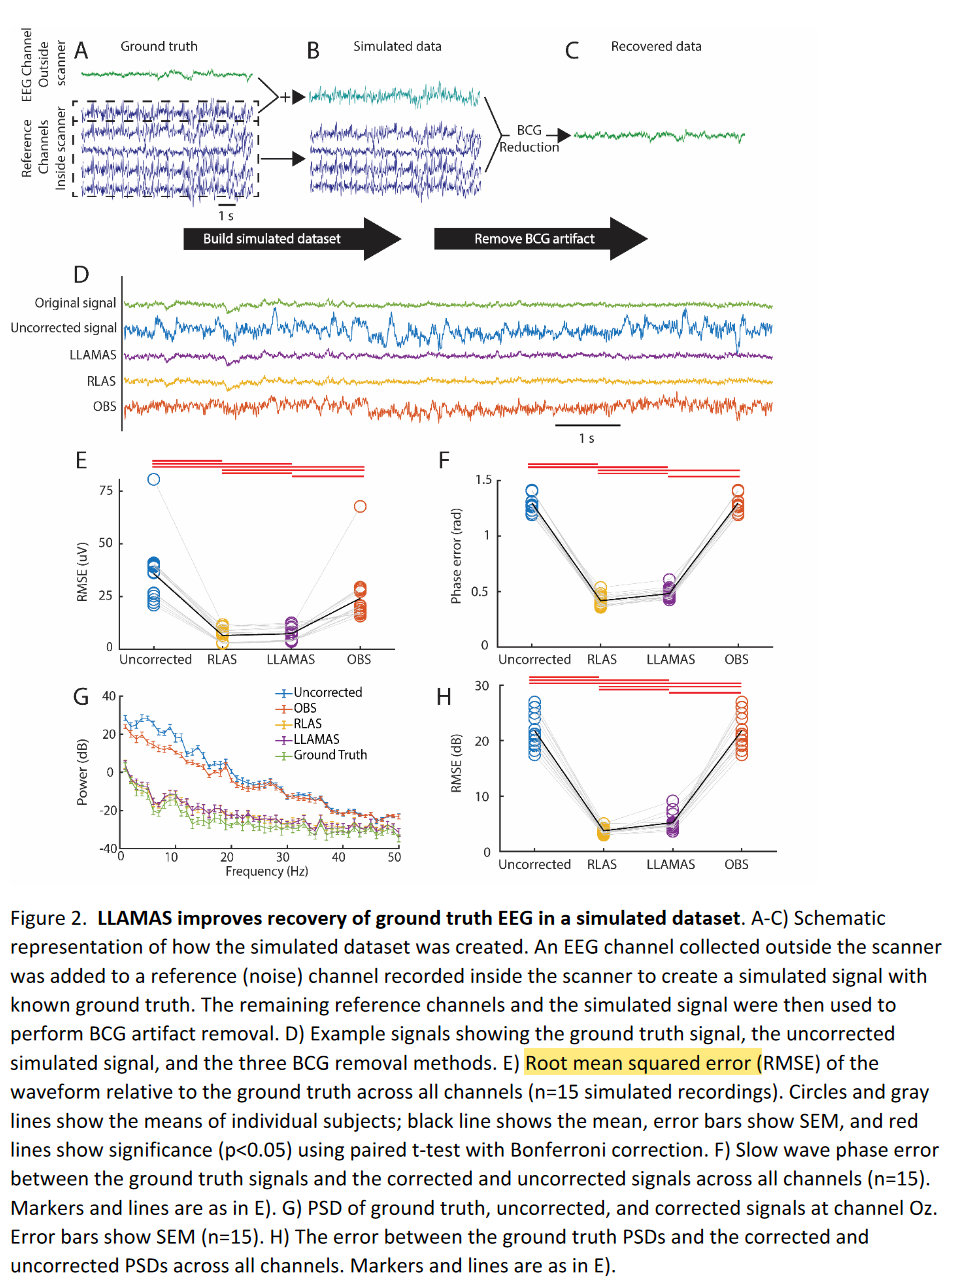 A Ground truth
B Simulated data
C Recovered data
EEG Channel
Outside
scanner
Reference
Channels
Inside scanner
+
BCG
Reduction
1 s
Build simulated dataset
Remove BCG artifact
D
Original signal
Uncorrected signal
LLAMAS
RLAS
OBS
1 s
E
RMSE (uV)
75
50
25
0
Uncorrected RLAS LLAMAS OBS
F
Phase error (rad)
1.5
1
0.5
0
Uncorrected RLAS LLAMAS OBS
G
Power (dB)
40
20
0
-20
-40
0 10 20 30 40 50
Frequency (Hz)
Uncorrected
OBS
RLAS
LLAMAS
Ground Truth
H
RMSE (dB)
30
20
10
0
Uncorrected RLAS LLAMAS OBS
Figure 2. LLAMAS improves recovery of ground truth EEG in a simulated dataset. A-C) Schematic
representation of how the simulated dataset was created. An EEG channel collected outside the scanner
was added to a reference (noise) channel recorded inside the scanner to create a simulated signal with
known ground truth. The remaining reference channels and the simulated signal were then used to
perform BCG artifact removal. D) Example signals showing the ground truth signal, the uncorrected
simulated signal, and the three BCG removal methods. E) Root mean squared error (RMSE) of the
waveform relative to the ground truth across all channels (n=15 simulated recordings). Circles and gray
lines show the means of individual subjects; black line shows the mean, error bars show SEM, and red
lines show significance (p<0.05) using paired t-test with Bonferroni correction. F) Slow wave phase error
between the ground truth signals and the corrected and uncorrected signals across all channels (n=15).
Markers and lines are as in E). G) PSD of ground truth, uncorrected, and corrected signals at channel Oz.
Error bars show SEM (n=15). H) The error between the ground truth PSDs and the corrected and
uncorrected PSDs across all channels. Markers and lines are as in E).